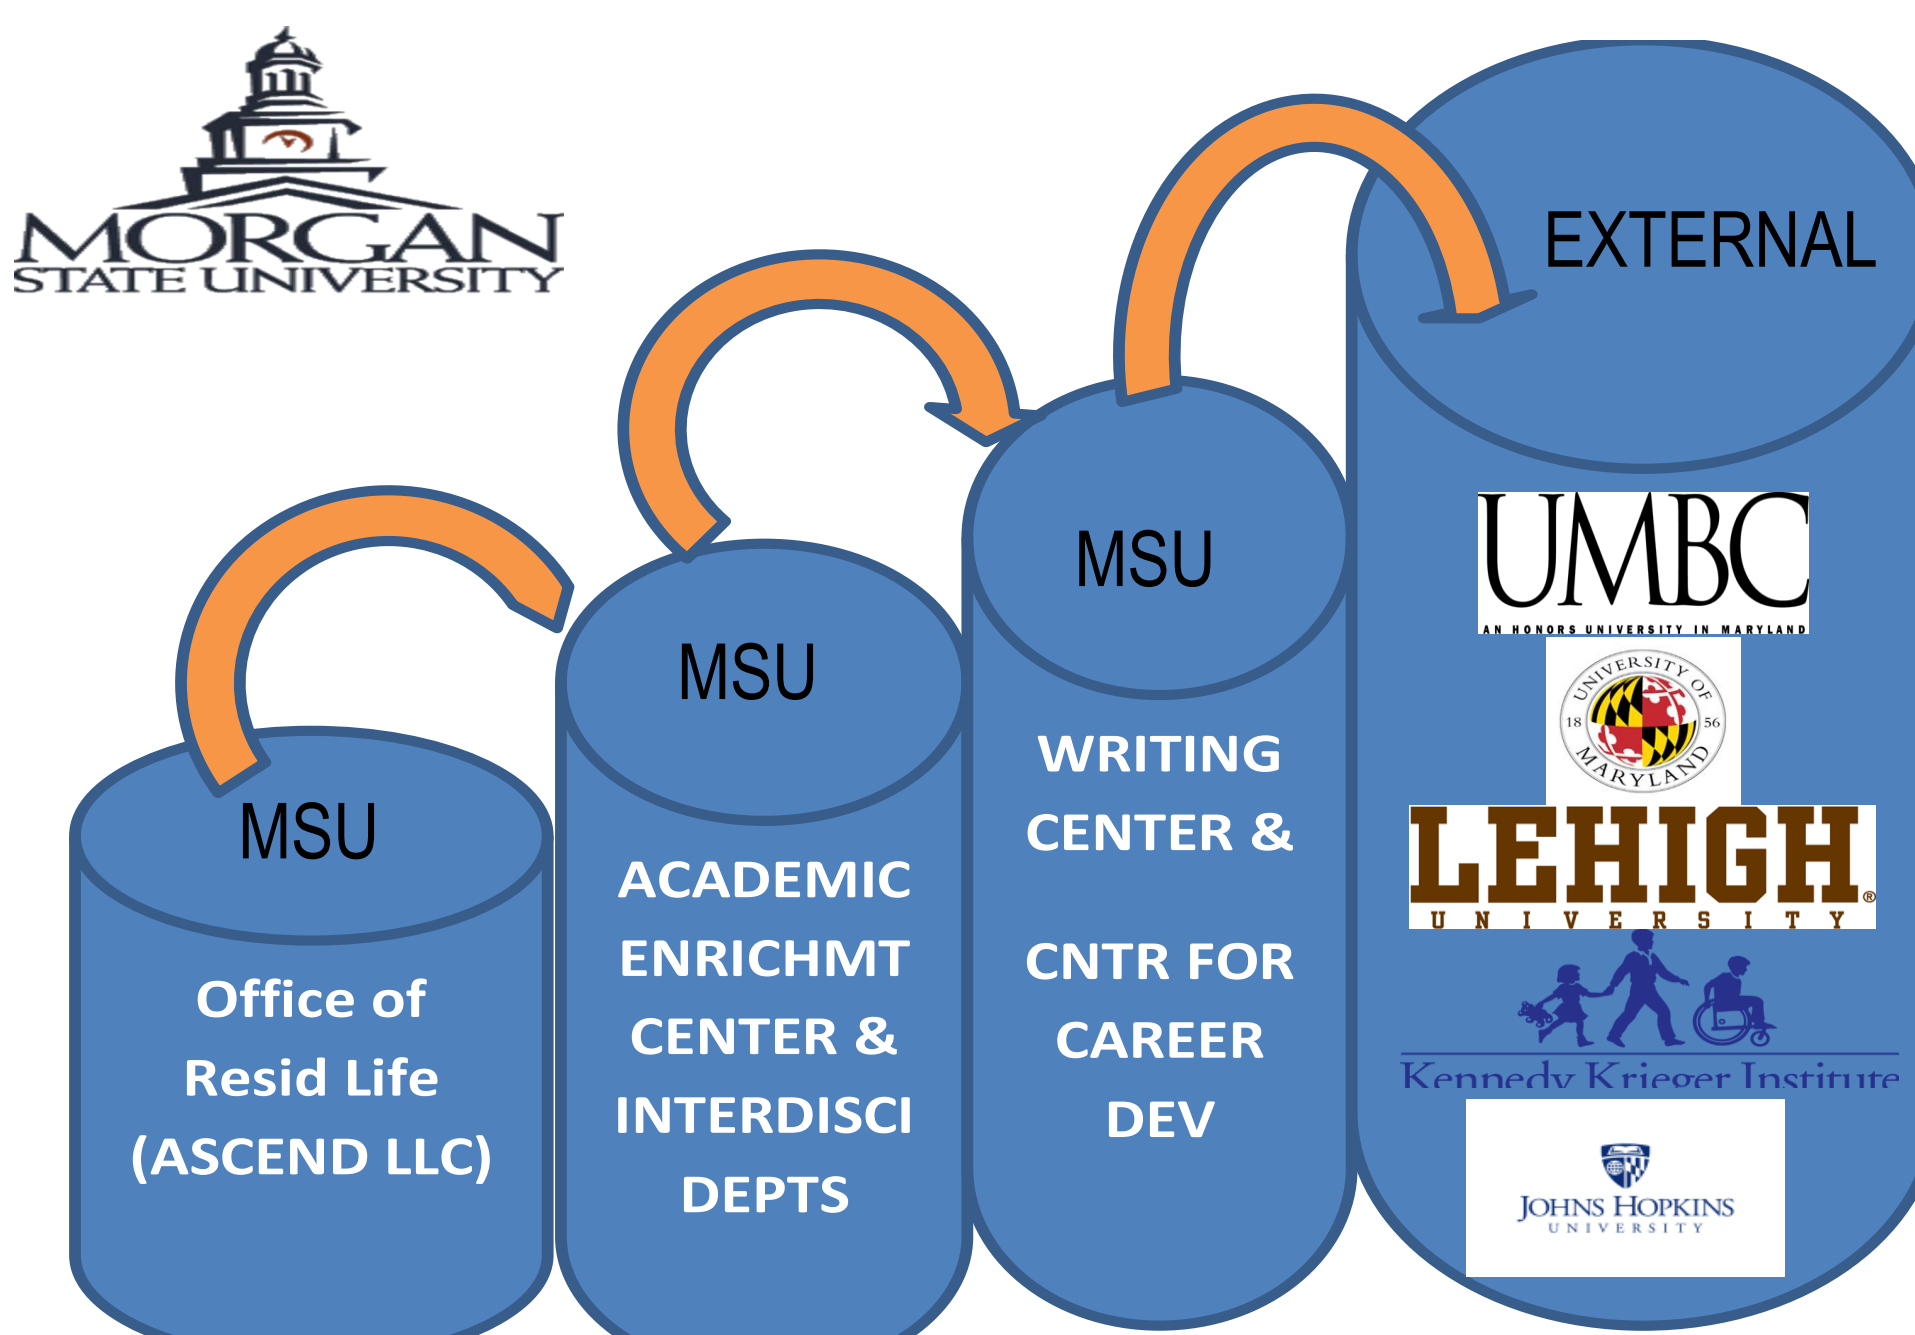 MORGAN
STATE UNIVERSITY
MSU
Office of
Resid Life
(ASCEND LLC)
MSU
ACADEMIC
ENRICHMT
CENTER &
INTERDISCI
DEPTS
MSU
WRITING
CENTER &
CNTR FOR
CAREER
DEV
EXTERNAL
UMBC
AN HONORS UNIVERSITY IN MARYLAND
UNIVERSITY OF
18 56
MARYLAND
LEHIGH®
UNIVERSITY
Kennedy Krieger Institute
JOHNS HOPKINS
UNIVERSITY